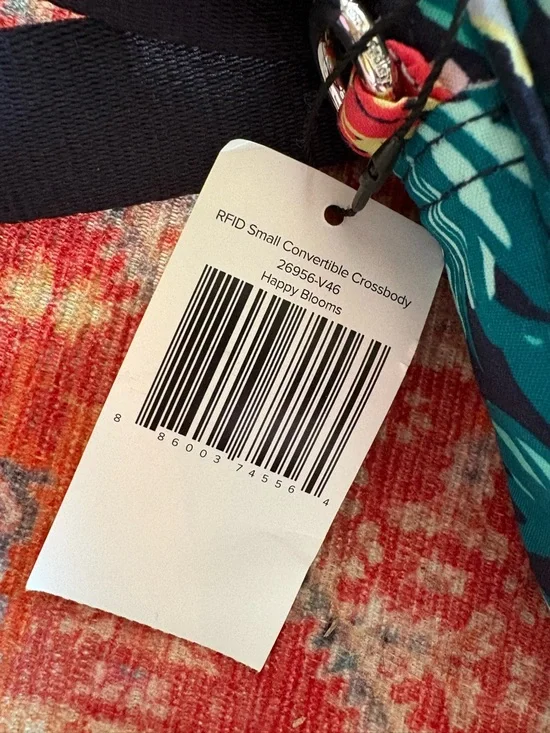 RFID Small Convertible Crossbody
26956-V46
Happy Blooms
8 86003 74556 4